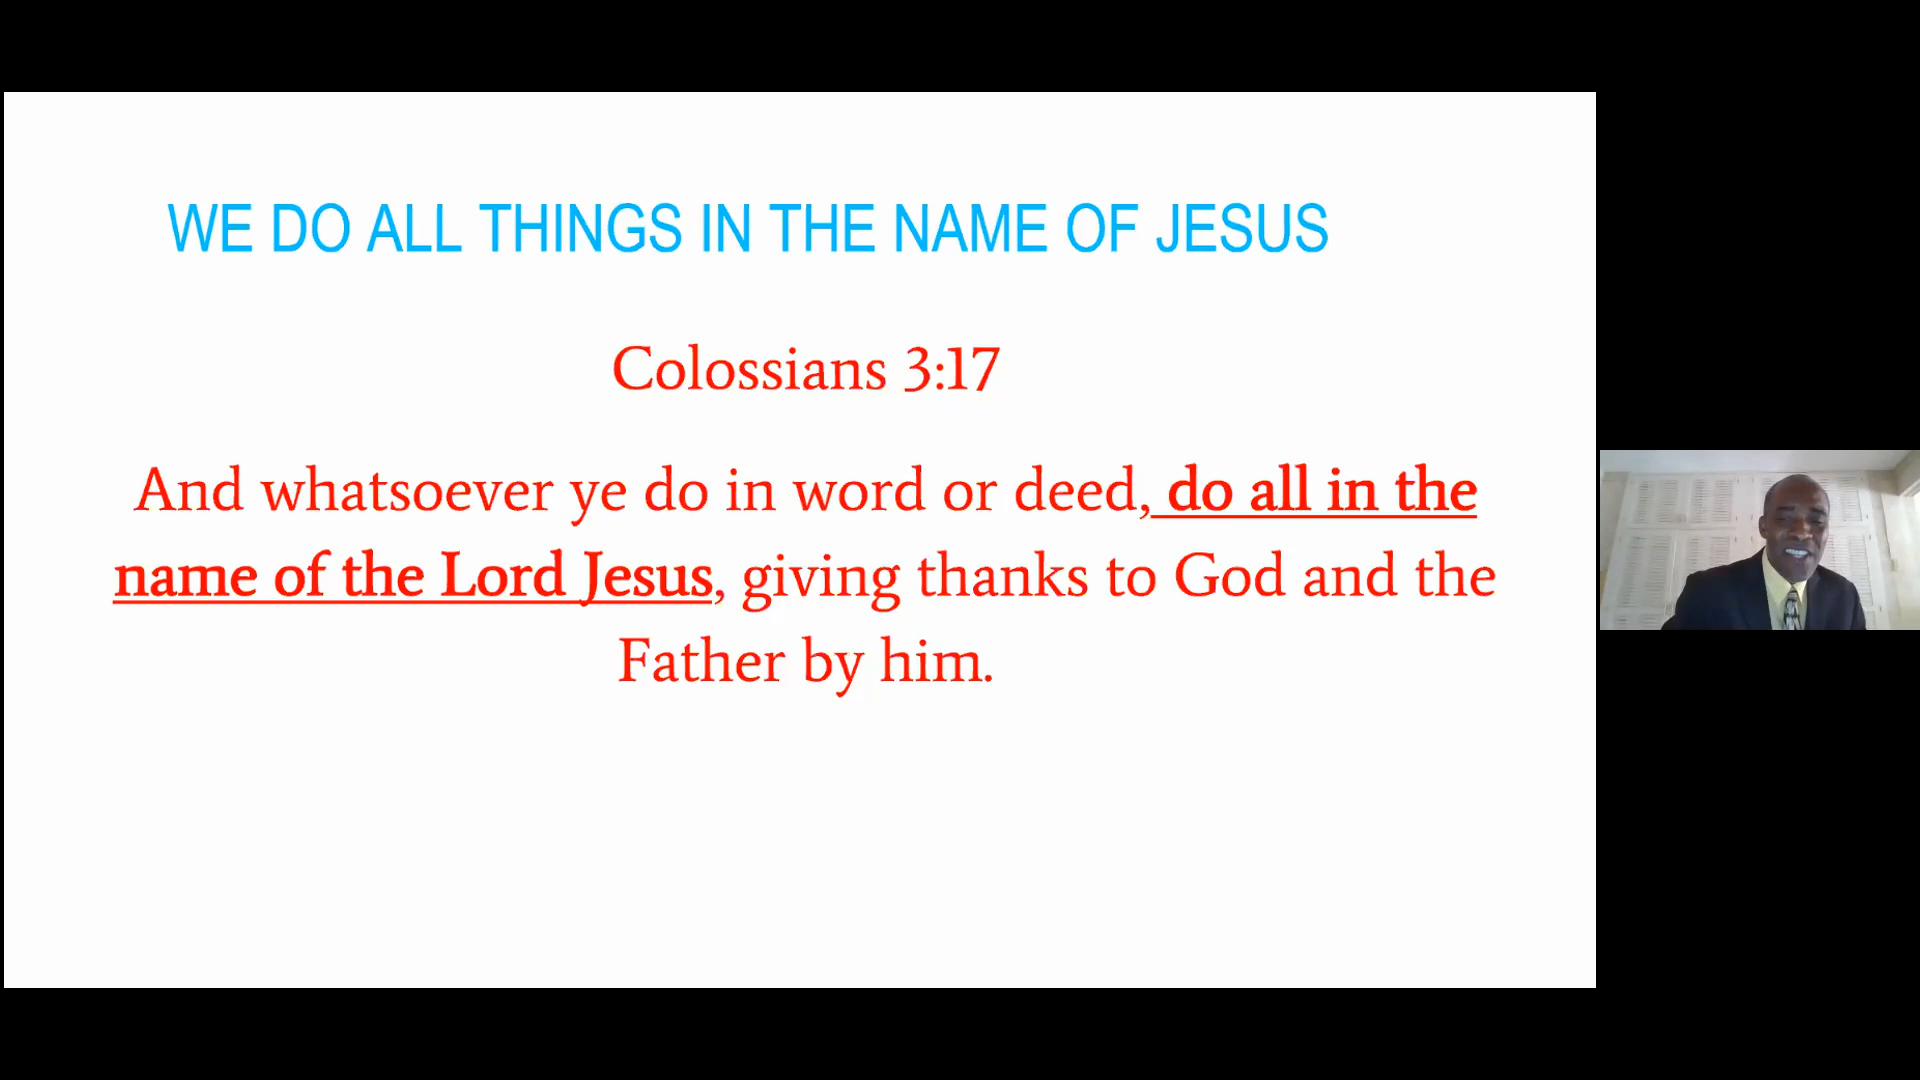 WE DO ALL THINGS IN THE NAME OF JESUS
Colossians 3:17
And whatsoever ye do in word or deed, do all in the
name of the Lord Jesus, giving thanks to God and the
Father by him.